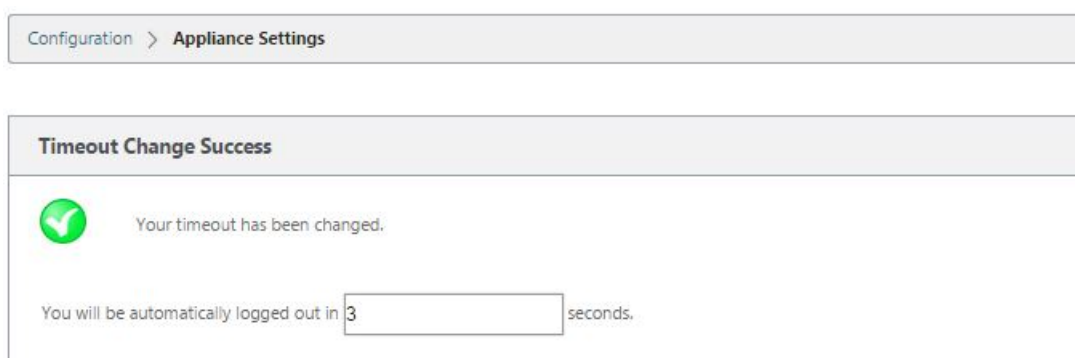 Configuration > Appliance Settings
Timeout Change Success
Your timeout has been changed.
You will be automatically logged out in 3 seconds.